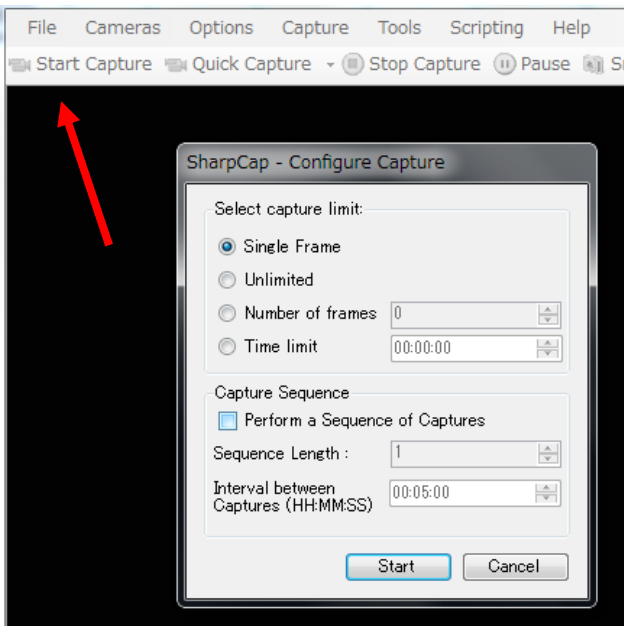 File Cameras Options Capture Tools Scripting Help
Start Capture Quick Capture Stop Capture Pause
SharpCap - Configure Capture
Select capture limit:
Single Frame
Unlimited
Number of frames 0
Time limit 00:00:00
Capture Sequence
Perform a Sequence of Captures
Sequence Length : 1
Interval between 00:05:00
Captures (HH:MM:SS)
Start Cancel